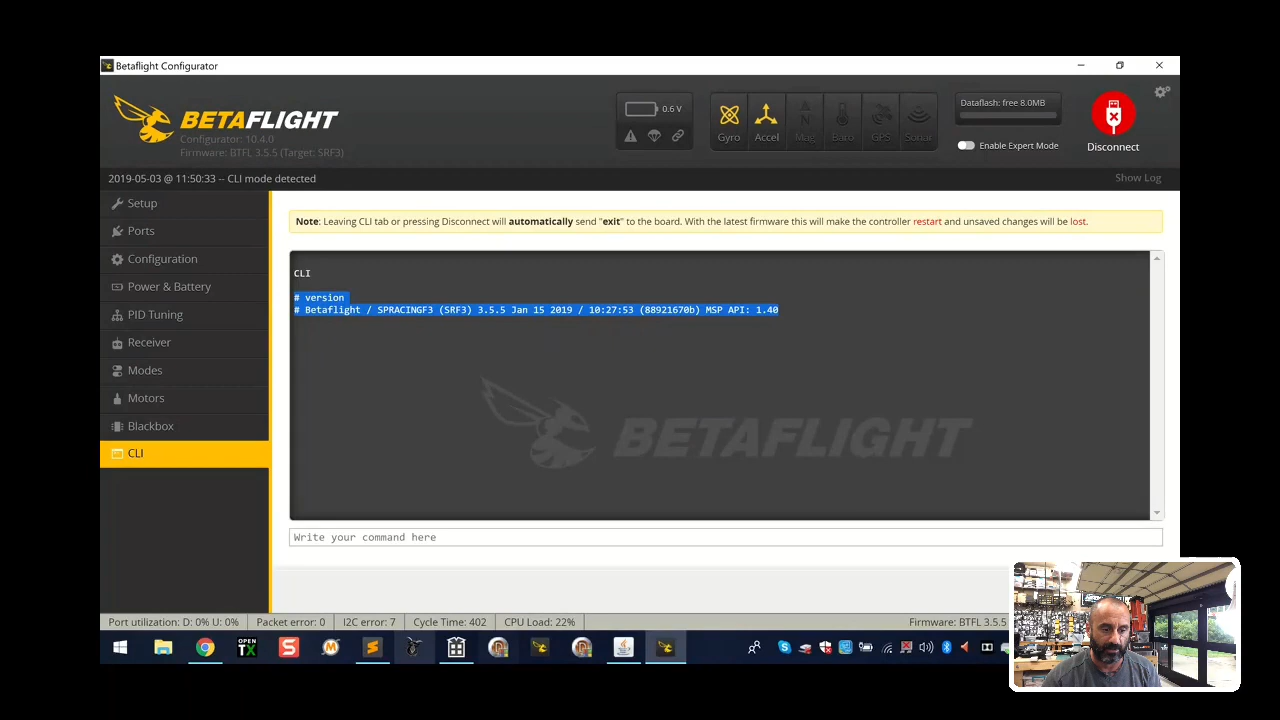 Betaflight Configurator
BETAFLIGHT
Configurator: 10.4.0
Firmware: BTFL 3.5.5 (Target: SRF3)
0.6 V
Gyro
Accel
Mag
Baro
GPS
Sonar
Dataflash: free 8.0MB
Enable Expert Mode
Disconnect
2019-05-03 @ 11:50:33 -- CLI mode detected
Show Log
Setup
Ports
Configuration
Power & Battery
PID Tuning
Receiver
Modes
Motors
Blackbox
CLI
Note: Leaving CLI tab or pressing Disconnect will automatically send "exit" to the board. With the latest firmware this will make the controller restart and unsaved changes will be lost.
CLI
# version
# Betaflight / SPRACINGF3 (SRF3) 3.5.5 Jan 15 2019 / 10:27:53 (88921670b) MSP API: 1.40
BETAFLIGHT
Write your command here
Port utilization: D: 0% U: 0%
Packet error: 0
I2C error: 7
Cycle Time: 402
CPU Load: 22%
Firmware: BTFL 3.5.5
OPEN
TX